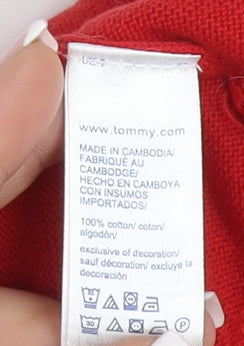 www.tommy.com
MADE IN CAMBODIA/
FABRIQUÉ AU
CAMBODGE/
HECHO EN CAMBOYA
CON INSUMOS
IMPORTADOS/
100% cotton/ coton/
algodón/
exclusive of decoration/
sauf décoration/ excluye la
decoración
30
P